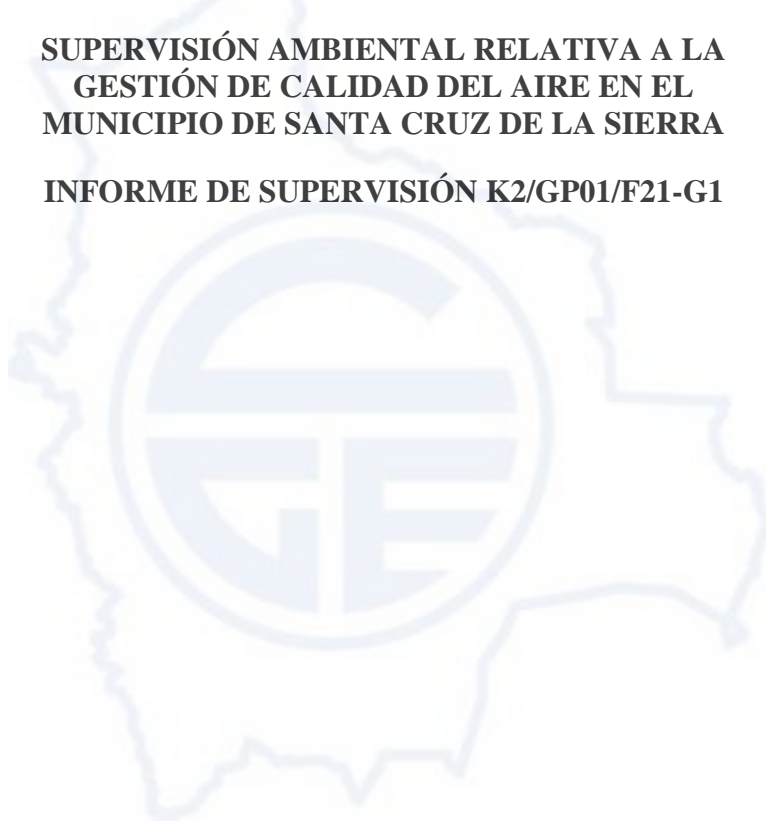 SUPERVISIÓN AMBIENTAL RELATIVA A LA
GESTIÓN DE CALIDAD DEL AIRE EN EL
MUNICIPIO DE SANTA CRUZ DE LA SIERRA
INFORME DE SUPERVISIÓN K2/GP01/F21-G1
CGE